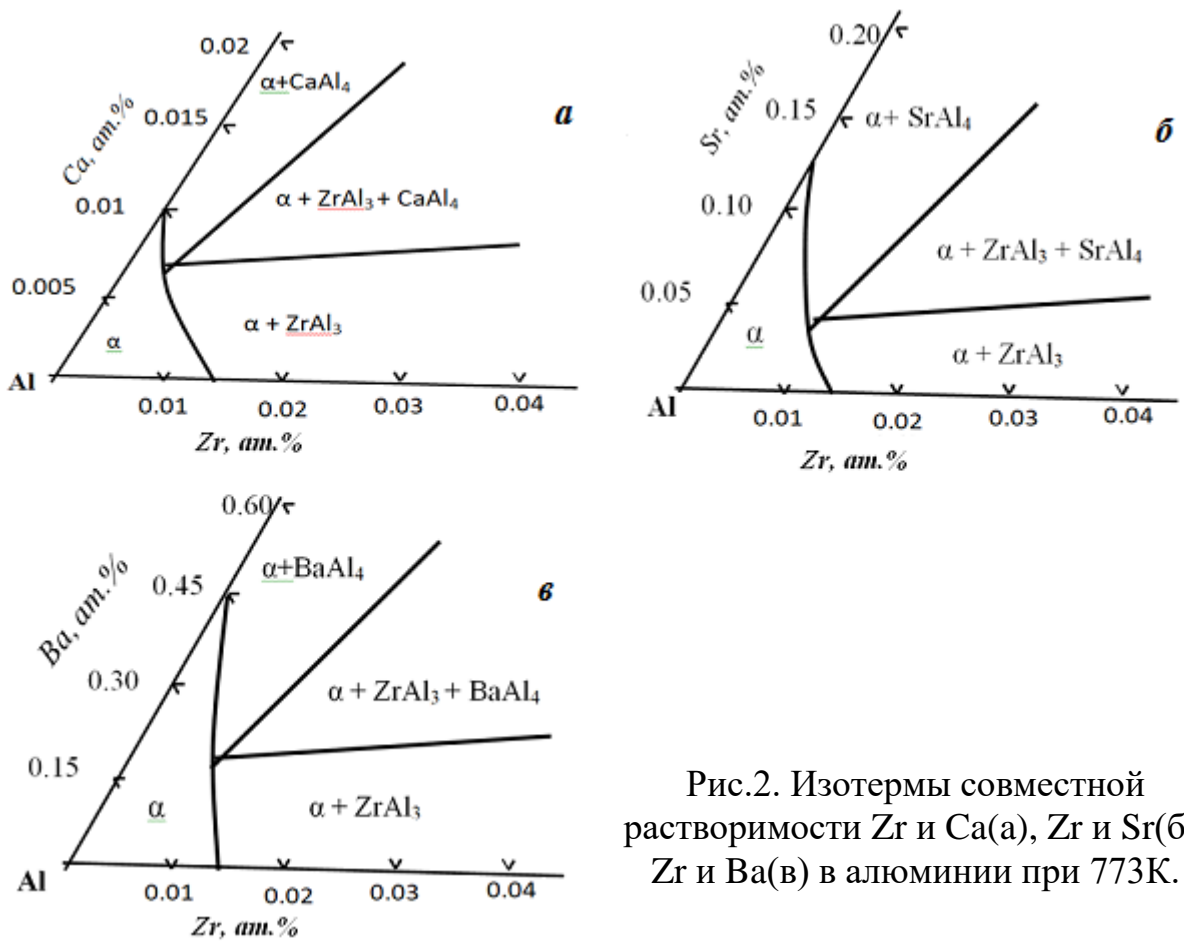 0.02
α+CaAl₄
0.015
Ca, ат.%
а
0.01
α + ZrAl₃ + CaAl₄
0.005
α + ZrAl₃
α
Al
0.01
0.02
0.03
0.04
Zr, ат.%
0.20
Sr, ат.%
0.15
α+ SrAl₄
б
0.10
α + ZrAl₃ + SrAl₄
0.05
α
α + ZrAl₃
Al
0.01
0.02
0.03
0.04
Zr, ат.%
0.60
α+BaAl₄
0.45
Ba, ат.%
в
0.30
α + ZrAl₃ + BaAl₄
0.15
α
α + ZrAl₃
Al
0.01
0.02
0.03
0.04
Zr, ат.%
Рис.2. Изотермы совместной
растворимости Zr и Ca(а), Zr и Sr(б
Zr и Ba(в) в алюминии при 773К.